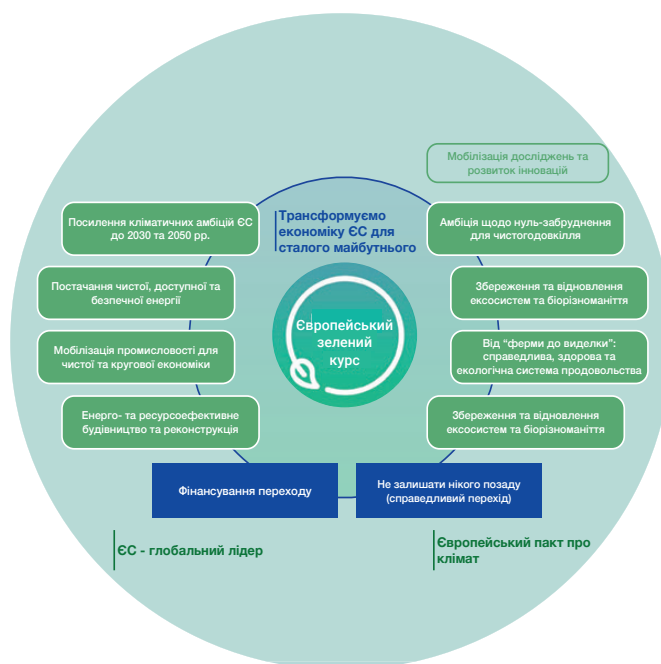 Мобілізація досліджень та
розвиток інновацій
Трансформуємо
економіку ЄС для
сталого майбутнього
Посилення кліматичних амбіцій ЄС
до 2030 та 2050 рр.
Постачання чистої, доступної та
безпечної енергії
Мобілізація промисловості для
чистої та кругової економіки
Енерго- та ресурсоефективне
будівництво та реконструкція
Європейський
зелений
курс
Амбіція щодо нуль-забруднення
для чистогодовкілля
Збереження та відновлення
ексосистем та біорізноманіття
Від “ферми до виделки”:
справедлива, здорова та
екологічна система продовольства
Збереження та відновлення
ексосистем та біорізноманіття
Фінансування переходу
Не залишати нікого позаду
(справедливий перехід)
ЄС - глобальний лідер
Європейський пакт про
клімат